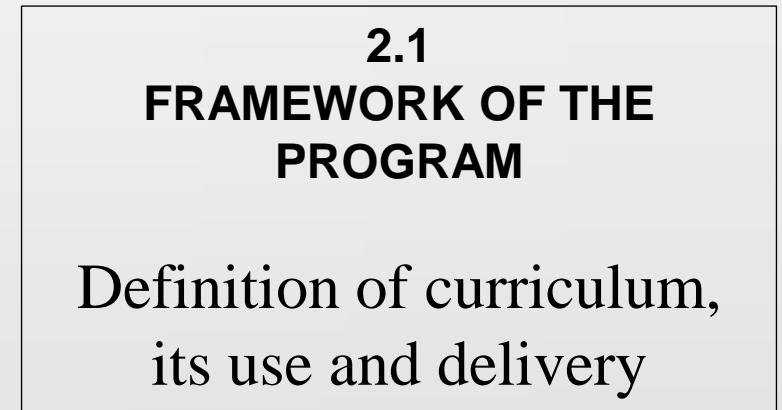 2.1
FRAMEWORK OF THE
PROGRAM
Definition of curriculum,
its use and delivery